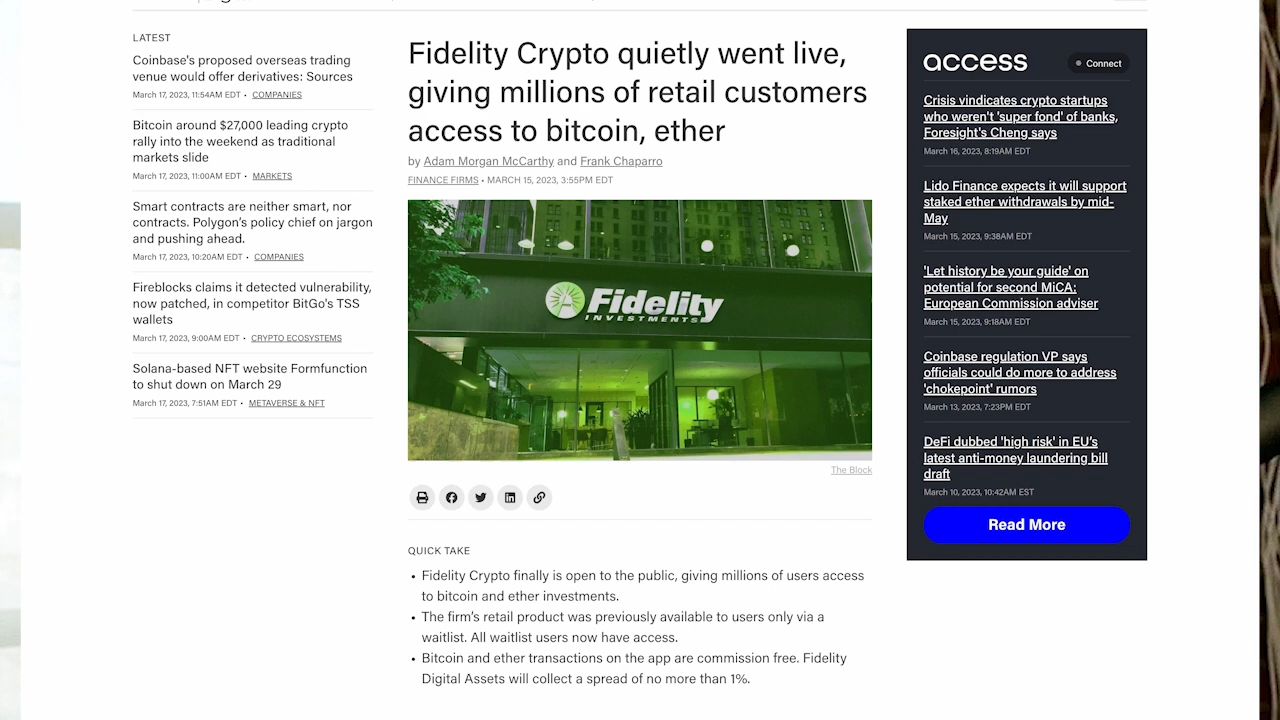 LATEST
Coinbase's proposed overseas trading
venue would offer derivatives: Sources
March 17, 2023, 11:54AM EDT • COMPANIES
Bitcoin around $27,000 leading crypto
rally into the weekend as traditional
markets slide
March 17, 2023, 11:00AM EDT • MARKETS
Smart contracts are neither smart, nor
contracts. Polygon's policy chief on jargon
and pushing ahead.
March 17, 2023, 10:20AM EDT • COMPANIES
Fireblocks claims it detected vulnerability,
now patched, in competitor BitGo's TSS
wallets
March 17, 2023, 9:00AM EDT • CRYPTO ECOSYSTEMS
Solana-based NFT website Formfunction
to shut down on March 29
March 17, 2023, 7:51AM EDT • METAVERSE & NFT
Fidelity Crypto quietly went live,
giving millions of retail customers
access to bitcoin, ether
by Adam Morgan McCarthy and Frank Chaparro
FINANCE FIRMS • MARCH 15, 2023, 3:55PM EDT
Fidelity
INVESTMENTS
The Block
QUICK TAKE
• Fidelity Crypto finally is open to the public, giving millions of users access
to bitcoin and ether investments.
• The firm's retail product was previously available to users only via a
waitlist. All waitlist users now have access.
• Bitcoin and ether transactions on the app are commission free. Fidelity
Digital Assets will collect a spread of no more than 1%.
access
Connect
Crisis vindicates crypto startups
who weren't 'super fond' of banks,
Foresight's Cheng says
March 16, 2023, 8:19AM EDT
Lido Finance expects it will support
staked ether withdrawals by mid-
May
March 15, 2023, 9:38AM EDT
'Let history be your guide' on
potential for second MiCA:
European Commission adviser
March 15, 2023, 9:18AM EDT
Coinbase regulation VP says
officials could do more to address
'chokepoint' rumors
March 13, 2023, 7:23PM EDT
DeFi dubbed 'high risk' in EU's
latest anti-money laundering bill
draft
March 10, 2023, 10:42AM EST
Read More